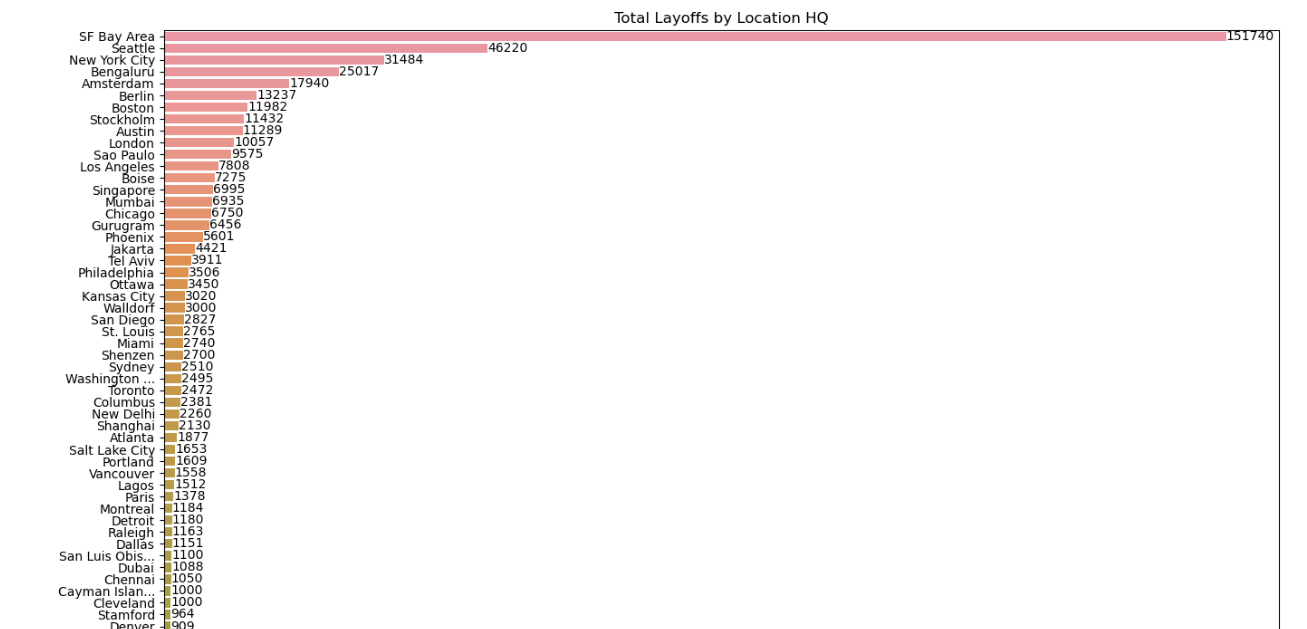 Total Layoffs by Location HQ
SF Bay Area 151740
Seattle 46220
New York City 31484
Bengaluru 25017
Amsterdam 17940
Berlin 13237
Boston 11982
Stockholm 11432
Austin 11289
London 10057
Sao Paulo 9575
Los Angeles 7808
Boise 7275
Singapore 6995
Mumbai 6935
Chicago 6750
Gurugram 6456
Phoenix 5601
Jakarta 4421
Tel Aviv 3911
Philadelphia 3506
Ottawa 3450
Kansas City 3020
Walldorf 3000
San Diego 2827
St. Louis 2765
Miami 2740
Shenzen 2700
Sydney 2510
Washington ... 2495
Toronto 2472
Columbus 2381
New Delhi 2260
Shanghai 2130
Atlanta 1877
Salt Lake City 1653
Portland 1609
Vancouver 1558
Lagos 1512
Paris 1378
Montreal 1184
Detroit 1180
Raleigh 1163
Dallas 1151
San Luis Obis... 1100
Dubai 1088
Chennai 1050
Cayman Islan... 1000
Cleveland 1000
Stamford 964
Denver 909